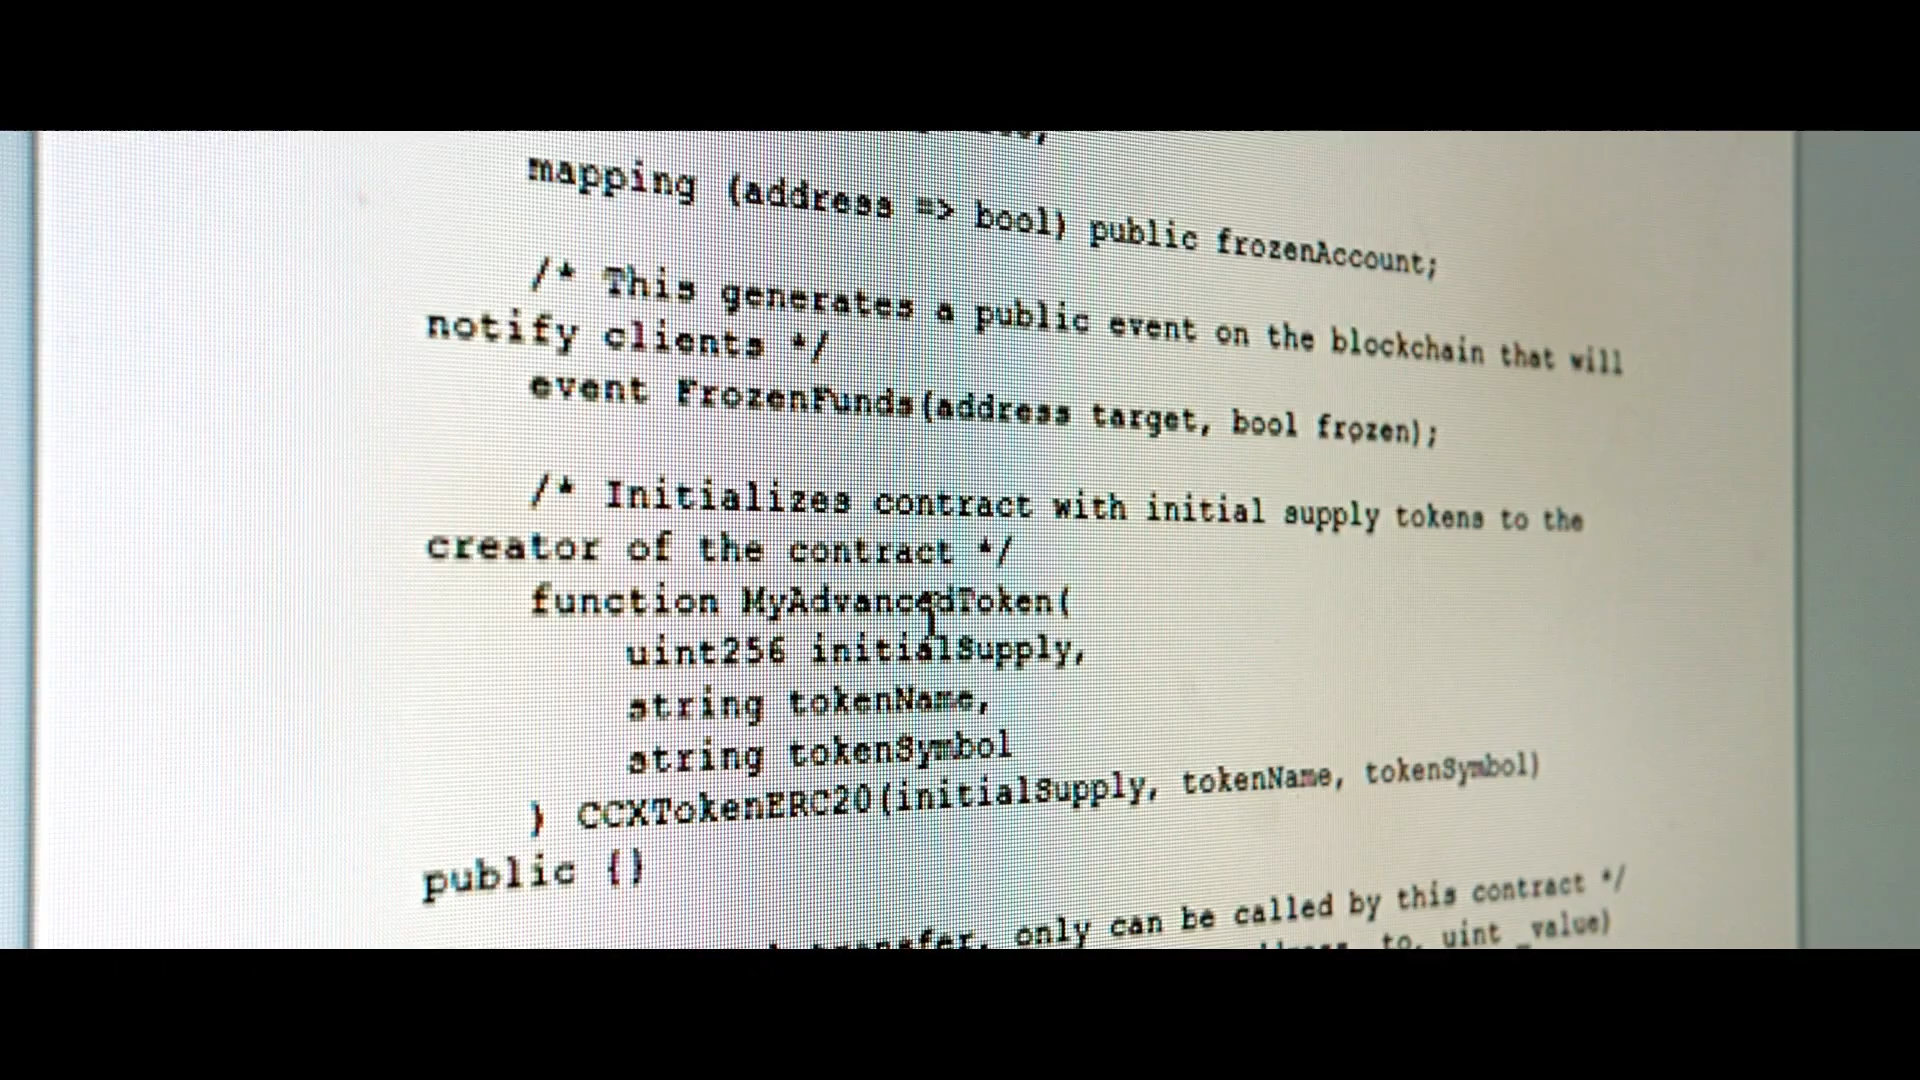 mapping (address => bool) public frozenAccount;
/* This generates a public event on the blockchain that will
notify clients */
event FrozenFunds(address target, bool frozen);
/* Initializes contract with initial supply tokens to the
creator of the contract */
function MyAdvancedToken(
uint256 initialSupply,
string tokenName,
string tokenSymbol
) CCXTokenERC20(initialSupply, tokenName, tokenSymbol)
public {}
transfer, only can be called by this contract */
to, uint _value)